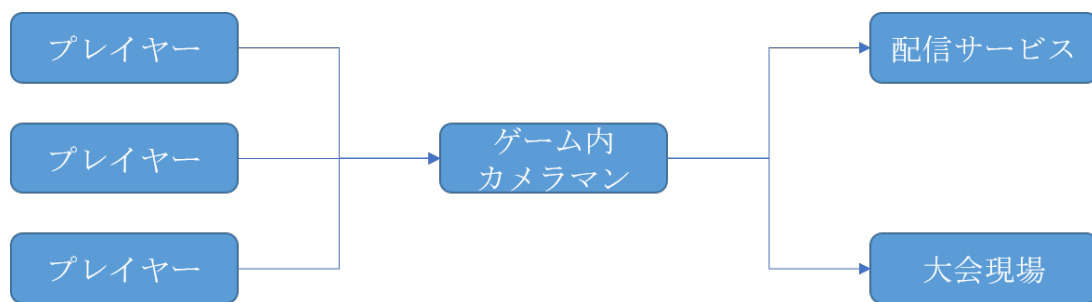 プレイヤー
プレイヤー
プレイヤー
ゲーム内
カメラマン
配信サービス
大会現場